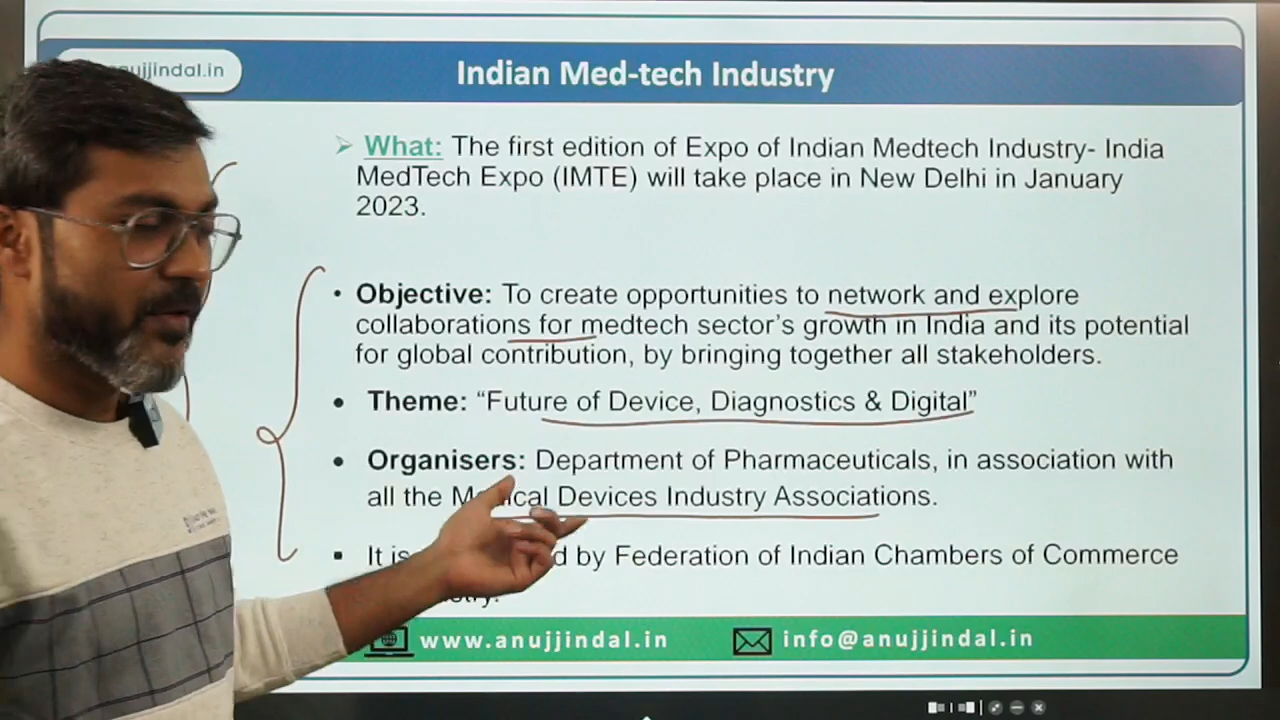 anujjindal.in
Indian Med-tech Industry
What: The first edition of Expo of Indian Medtech Industry- India
MedTech Expo (IMTE) will take place in New Delhi in January
2023.
Objective: To create opportunities to network and explore
collaborations for medtech sector's growth in India and its potential
for global contribution, by bringing together all stakeholders.
Theme: “Future of Device, Diagnostics & Digital”
Organisers: Department of Pharmaceuticals, in association with
all the Medical Devices Industry Associations.
It is by Federation of Indian Chambers of Commerce
www.anujjindal.in
info@anujjindal.in